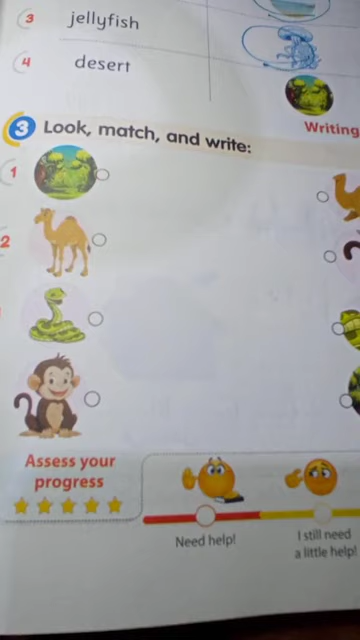 3 jellyfish
4 desert
Writing
3 Look, match, and write:
1
2
Assess your
progress
Need help!
I still need
a little help!